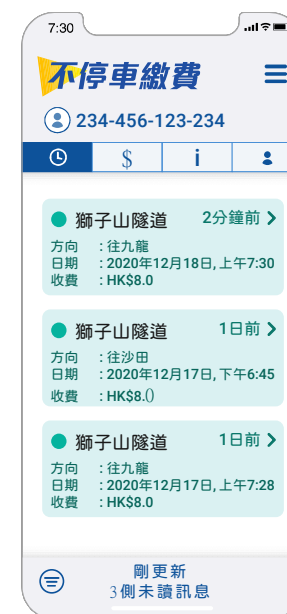 7:30
不停車繳費
234-456-123-234
$ i
獅子山隧道 2分鐘前
方向 : 往九龍
日期 : 2020年12月18日, 上午7:30
收費 : HK$8.0
獅子山隧道 1日前
方向 : 往沙田
日期 : 2020年12月17日, 下午6:45
收費 : HK$8.0
獅子山隧道 1日前
方向 : 往九龍
日期 : 2020年12月17日, 上午7:28
收費 : HK$8.0
剛更新
3側未讀訊息